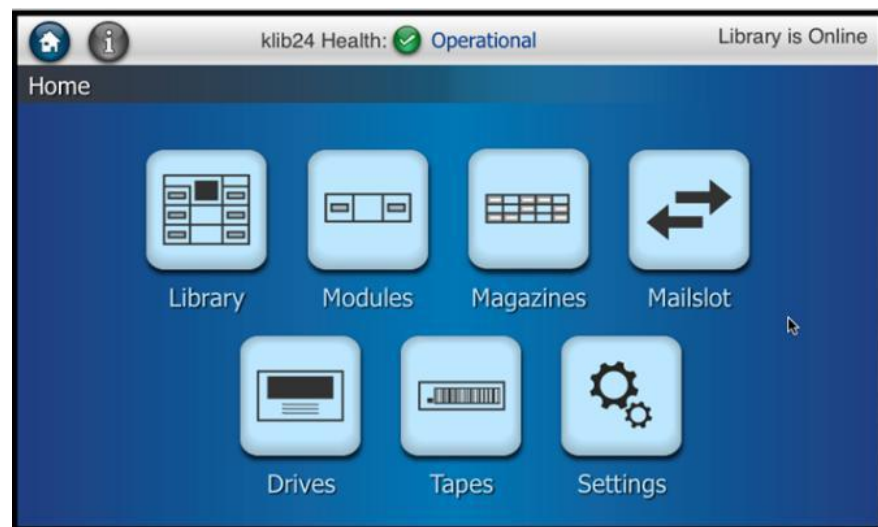 klib24 Health: Operational Library is Online
Home
Library Modules Magazines Mailslot
Drives Tapes Settings